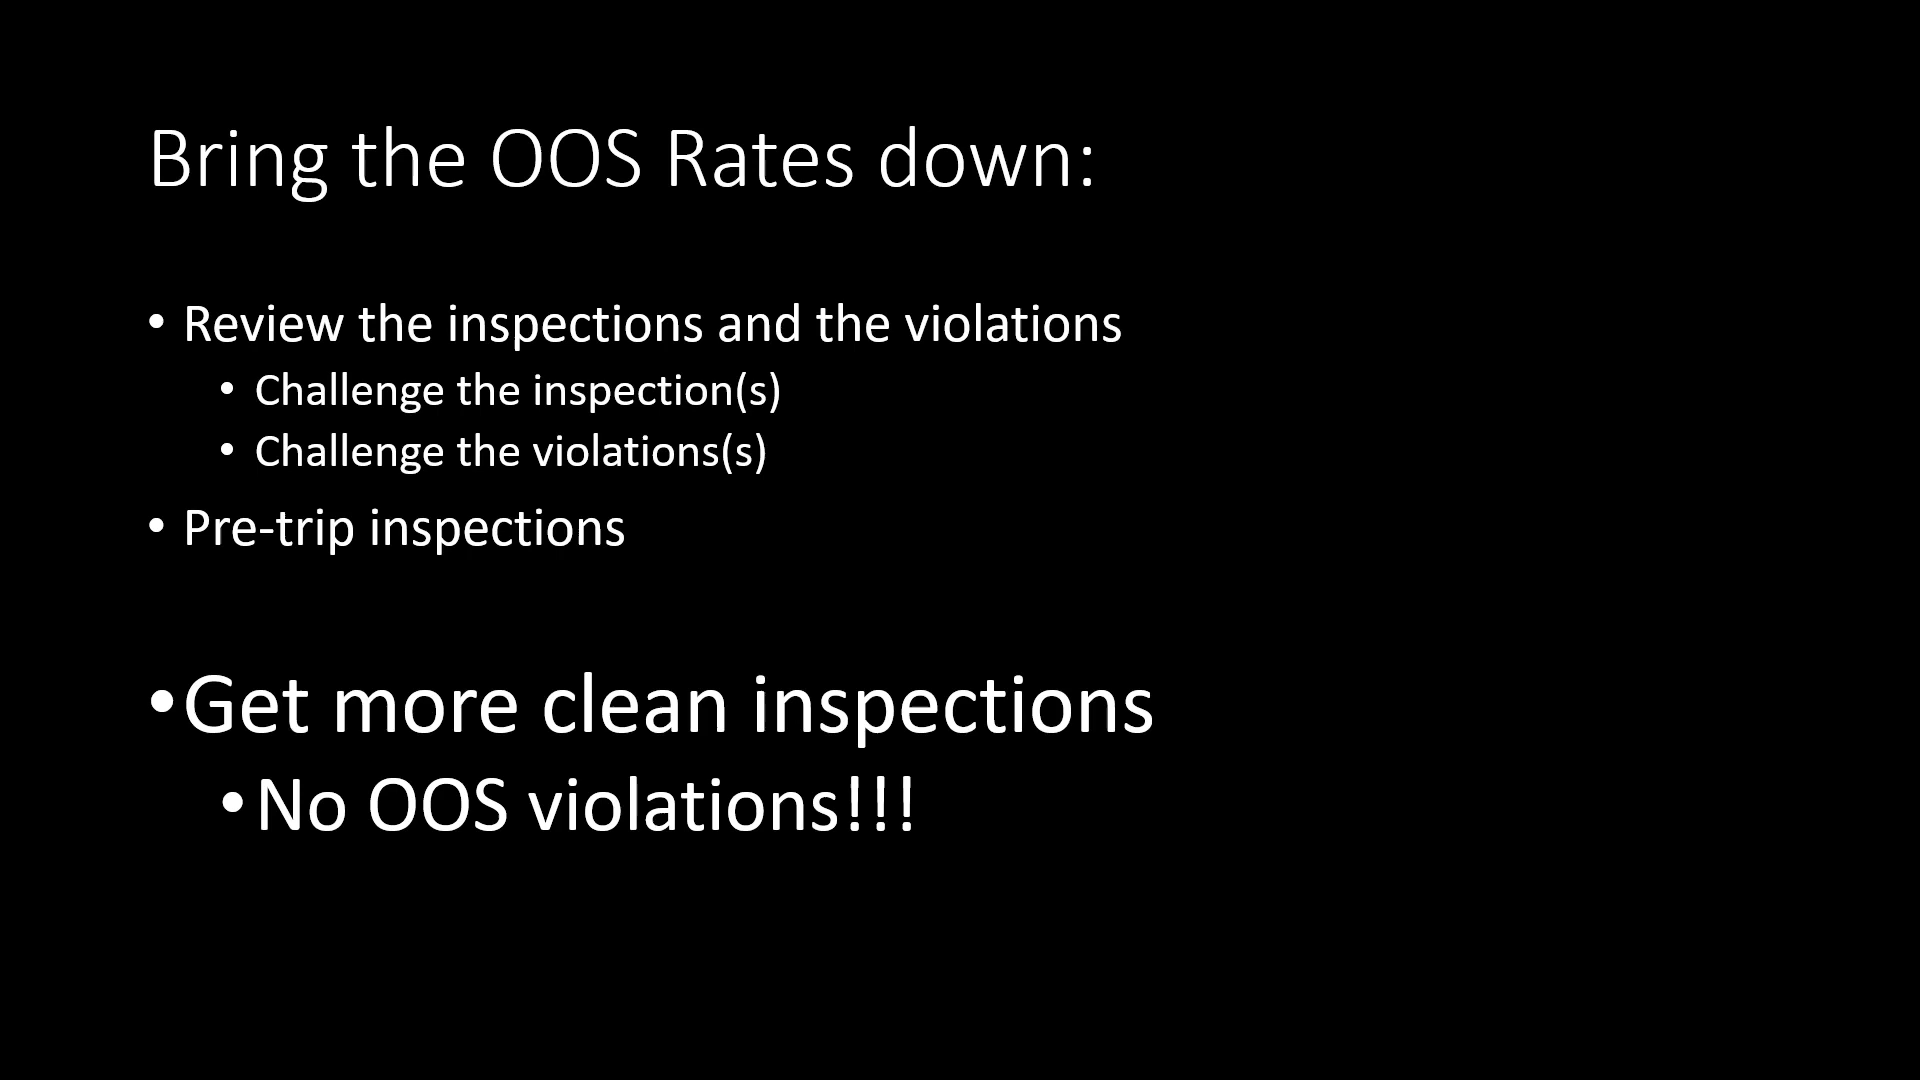 Bring the OOS Rates down:
• Review the inspections and the violations
• Challenge the inspection(s)
• Challenge the violations(s)
• Pre-trip inspections
• Get more clean inspections
• No OOS violations!!!